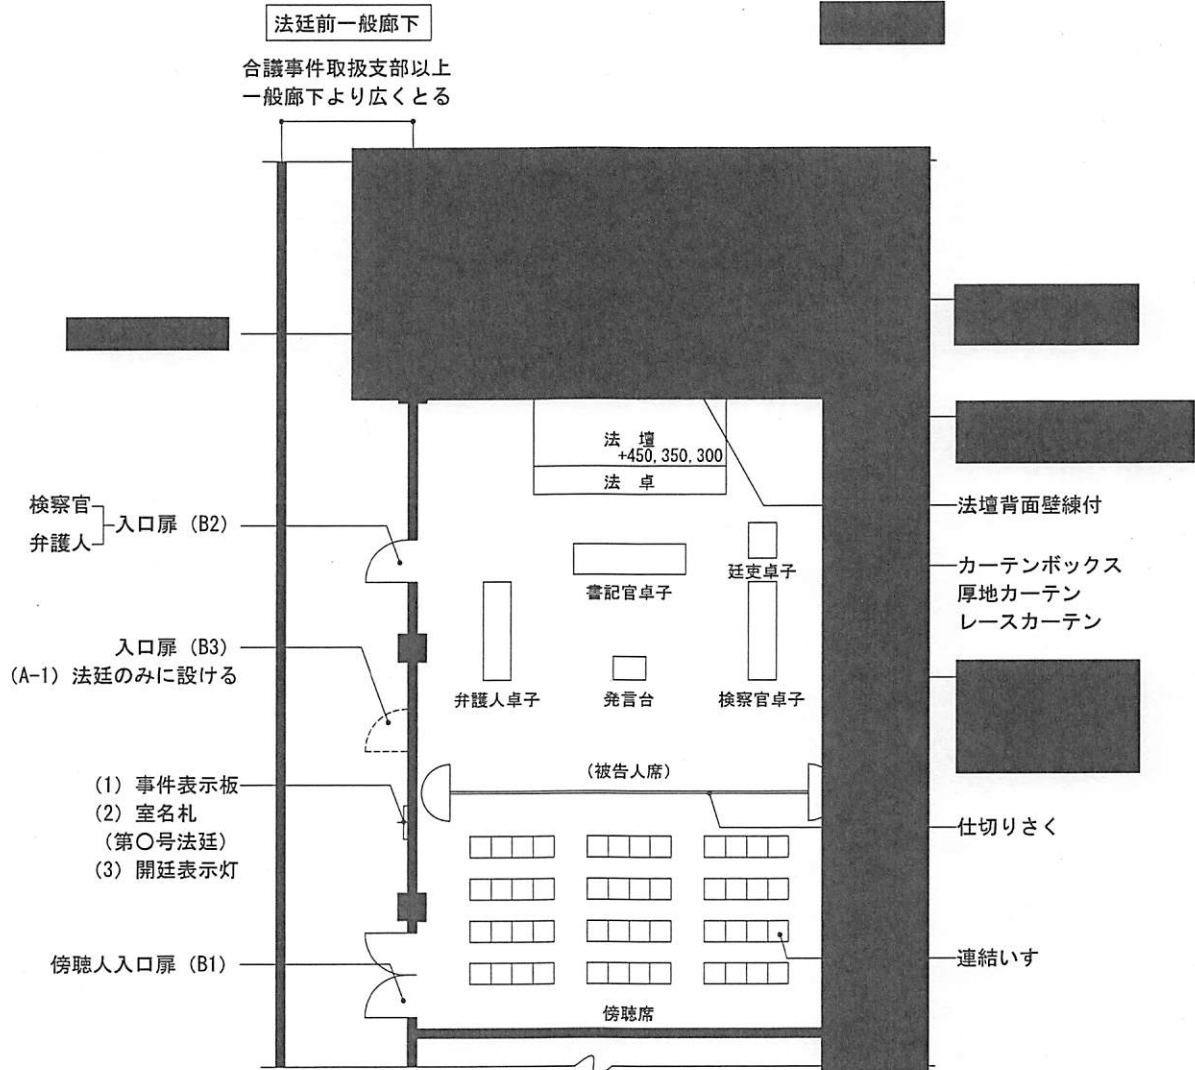 法廷前一般廊下
合議事件取扱支部以上
一般廊下より広くとる
法 壇
+450, 350, 300
法 卓
検察官
弁護人
入口扉 (B2)
法壇背面壁練付
廷吏卓子
書記官卓子
カーテンボックス
厚地カーテン
レースカーテン
入口扉 (B3)
(A-1) 法廷のみに設ける
弁護人卓子
発言台
検察官卓子
(被告人席)
(1) 事件表示板
(2) 室名札
(第〇号法廷)
(3) 開廷表示灯
仕切りさく
傍聴人入口扉 (B1)
連結いす
傍聴席